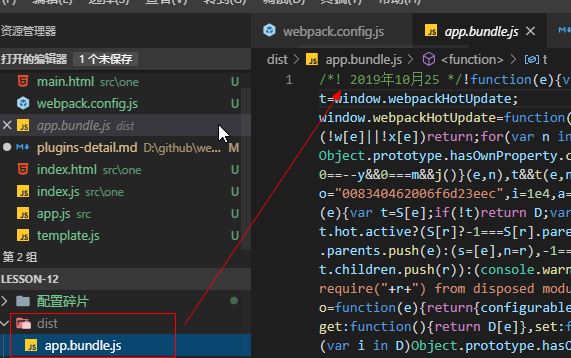 资源管理器
打开的编辑器 1 个未保存
main.html src\one U
webpack.config.js U
app.bundle.js dist
plugins-detail.md D:\github\we... M
index.html src\one U
index.js src\one U
app.js src U
template.js U
第 2 组
LESSON-12
配置碎片
dist
app.bundle.js
webpack.config.js app.bundle.js
dist > app.bundle.js > <function> > t
1 /*! 2019年10月25 */!function(e){v
t=window.webpackHotUpdate;
window.webpackHotUpdate=function(
(!w[e]||!x[e])return;for(var n in
Object.prototype.hasOwnProperty.c
0===--y&&0===m&&j()}(e,n),t&&t(e,n
o="008340462006f6d23eec",i=1e4,a=
(e){var t=S[e];if(!t)return D;var
t.hot.active?(S[r]?-1===S[r].pare
.parents.push(e):(s=[e],n=r),-1==
t.children.push(r)):(console.warn
require("+r+") from disposed modu
o=function(e){return{configurable
get:function(){return D[e]},set:f
(var i in D)Object.prototype.hasO